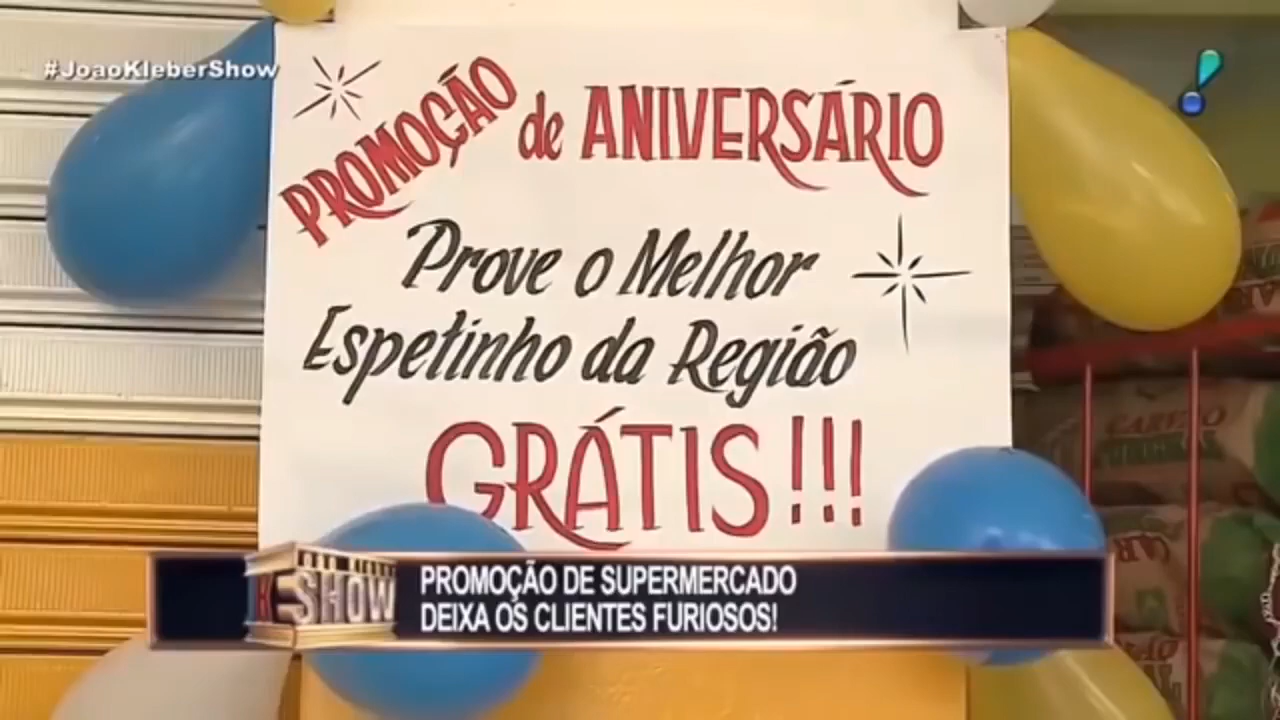 #JoaoKleberShow
PROMOÇÃO de ANIVERSÁRIO
Prove o Melhor
Espetinho da Região
GRÁTIS!!!
K SHOW
PROMOÇÃO DE SUPERMERCADO
DEIXA OS CLIENTES FURIOSOS!